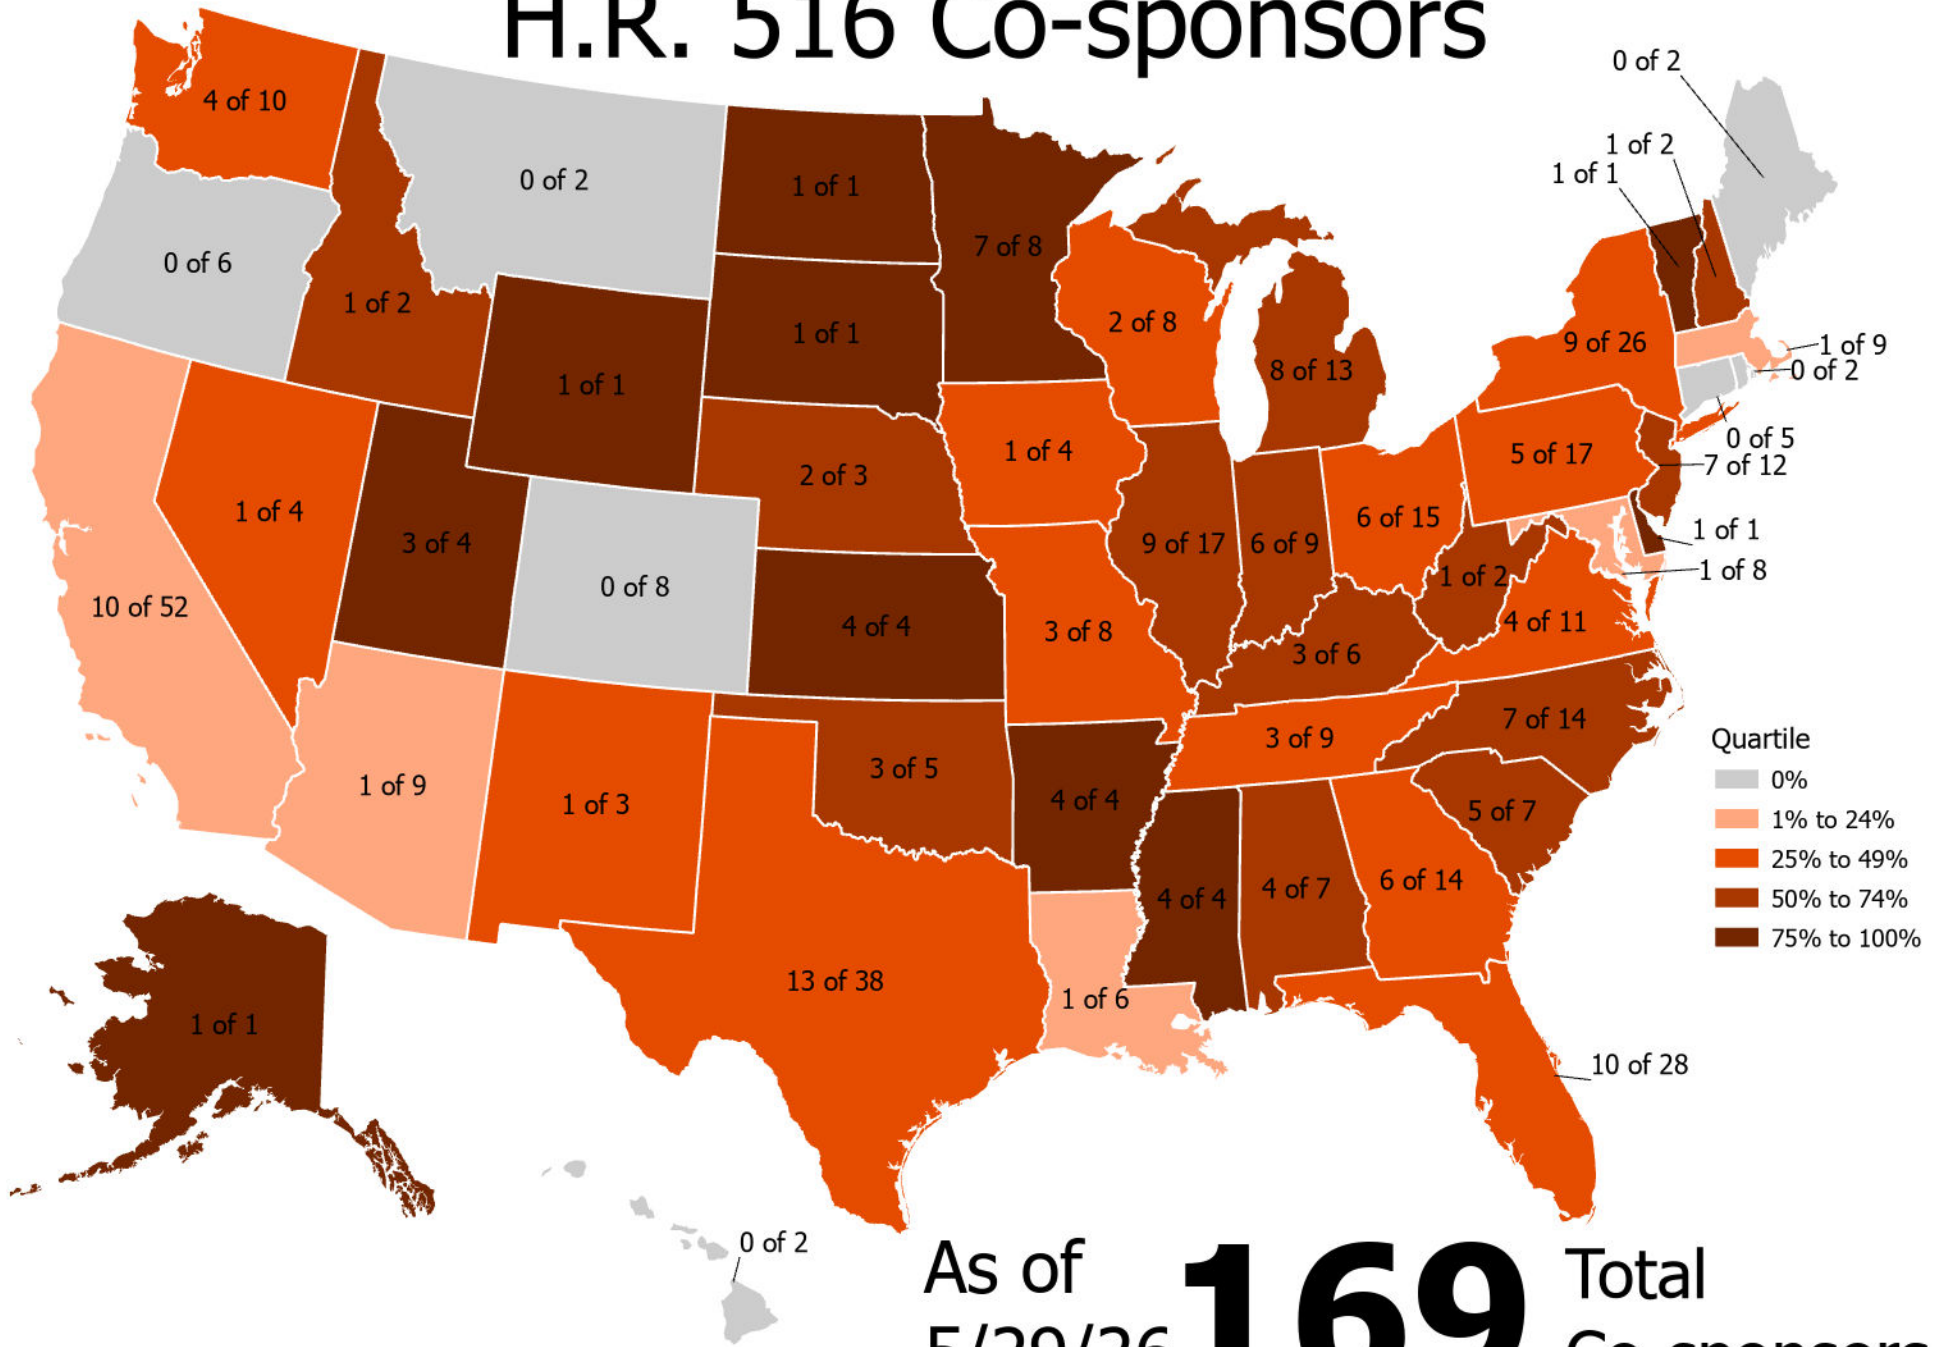 H.R. 516 Co-sponsors
0 of 2
4 of 10
1 of 2
1 of 1
0 of 2
1 of 1
7 of 8
0 of 6
1 of 2
1 of 1
2 of 8
9 of 26
1 of 9
0 of 2
1 of 1
8 of 13
0 of 5
7 of 12
1 of 4
2 of 3
1 of 4
5 of 17
3 of 4
0 of 8
9 of 17
6 of 9
6 of 15
1 of 1
1 of 8
1 of 2
10 of 52
4 of 4
3 of 8
4 of 11
3 of 6
7 of 14
3 of 9
1 of 9
1 of 3
3 of 5
4 of 4
5 of 7
Quartile
0%
1% to 24%
25% to 49%
50% to 74%
75% to 100%
4 of 4
4 of 7
6 of 14
13 of 38
1 of 6
1 of 1
10 of 28
0 of 2
As of
5/29/26
169
Total
Co-sponsors